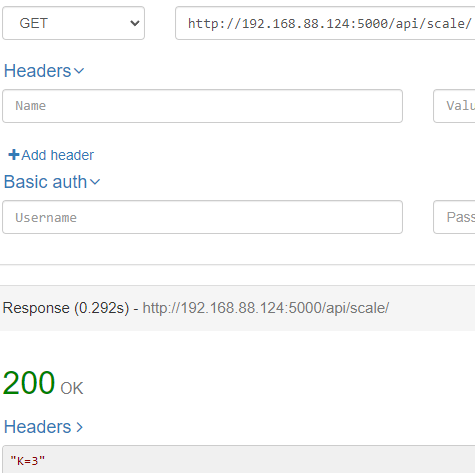 GET http://192.168.88.124:5000/api/scale/
Headers
Name Valu
Add header
Basic auth
Username Pass
Response (0.292s) - http://192.168.88.124:5000/api/scale/
200 OK
Headers
"K=3"